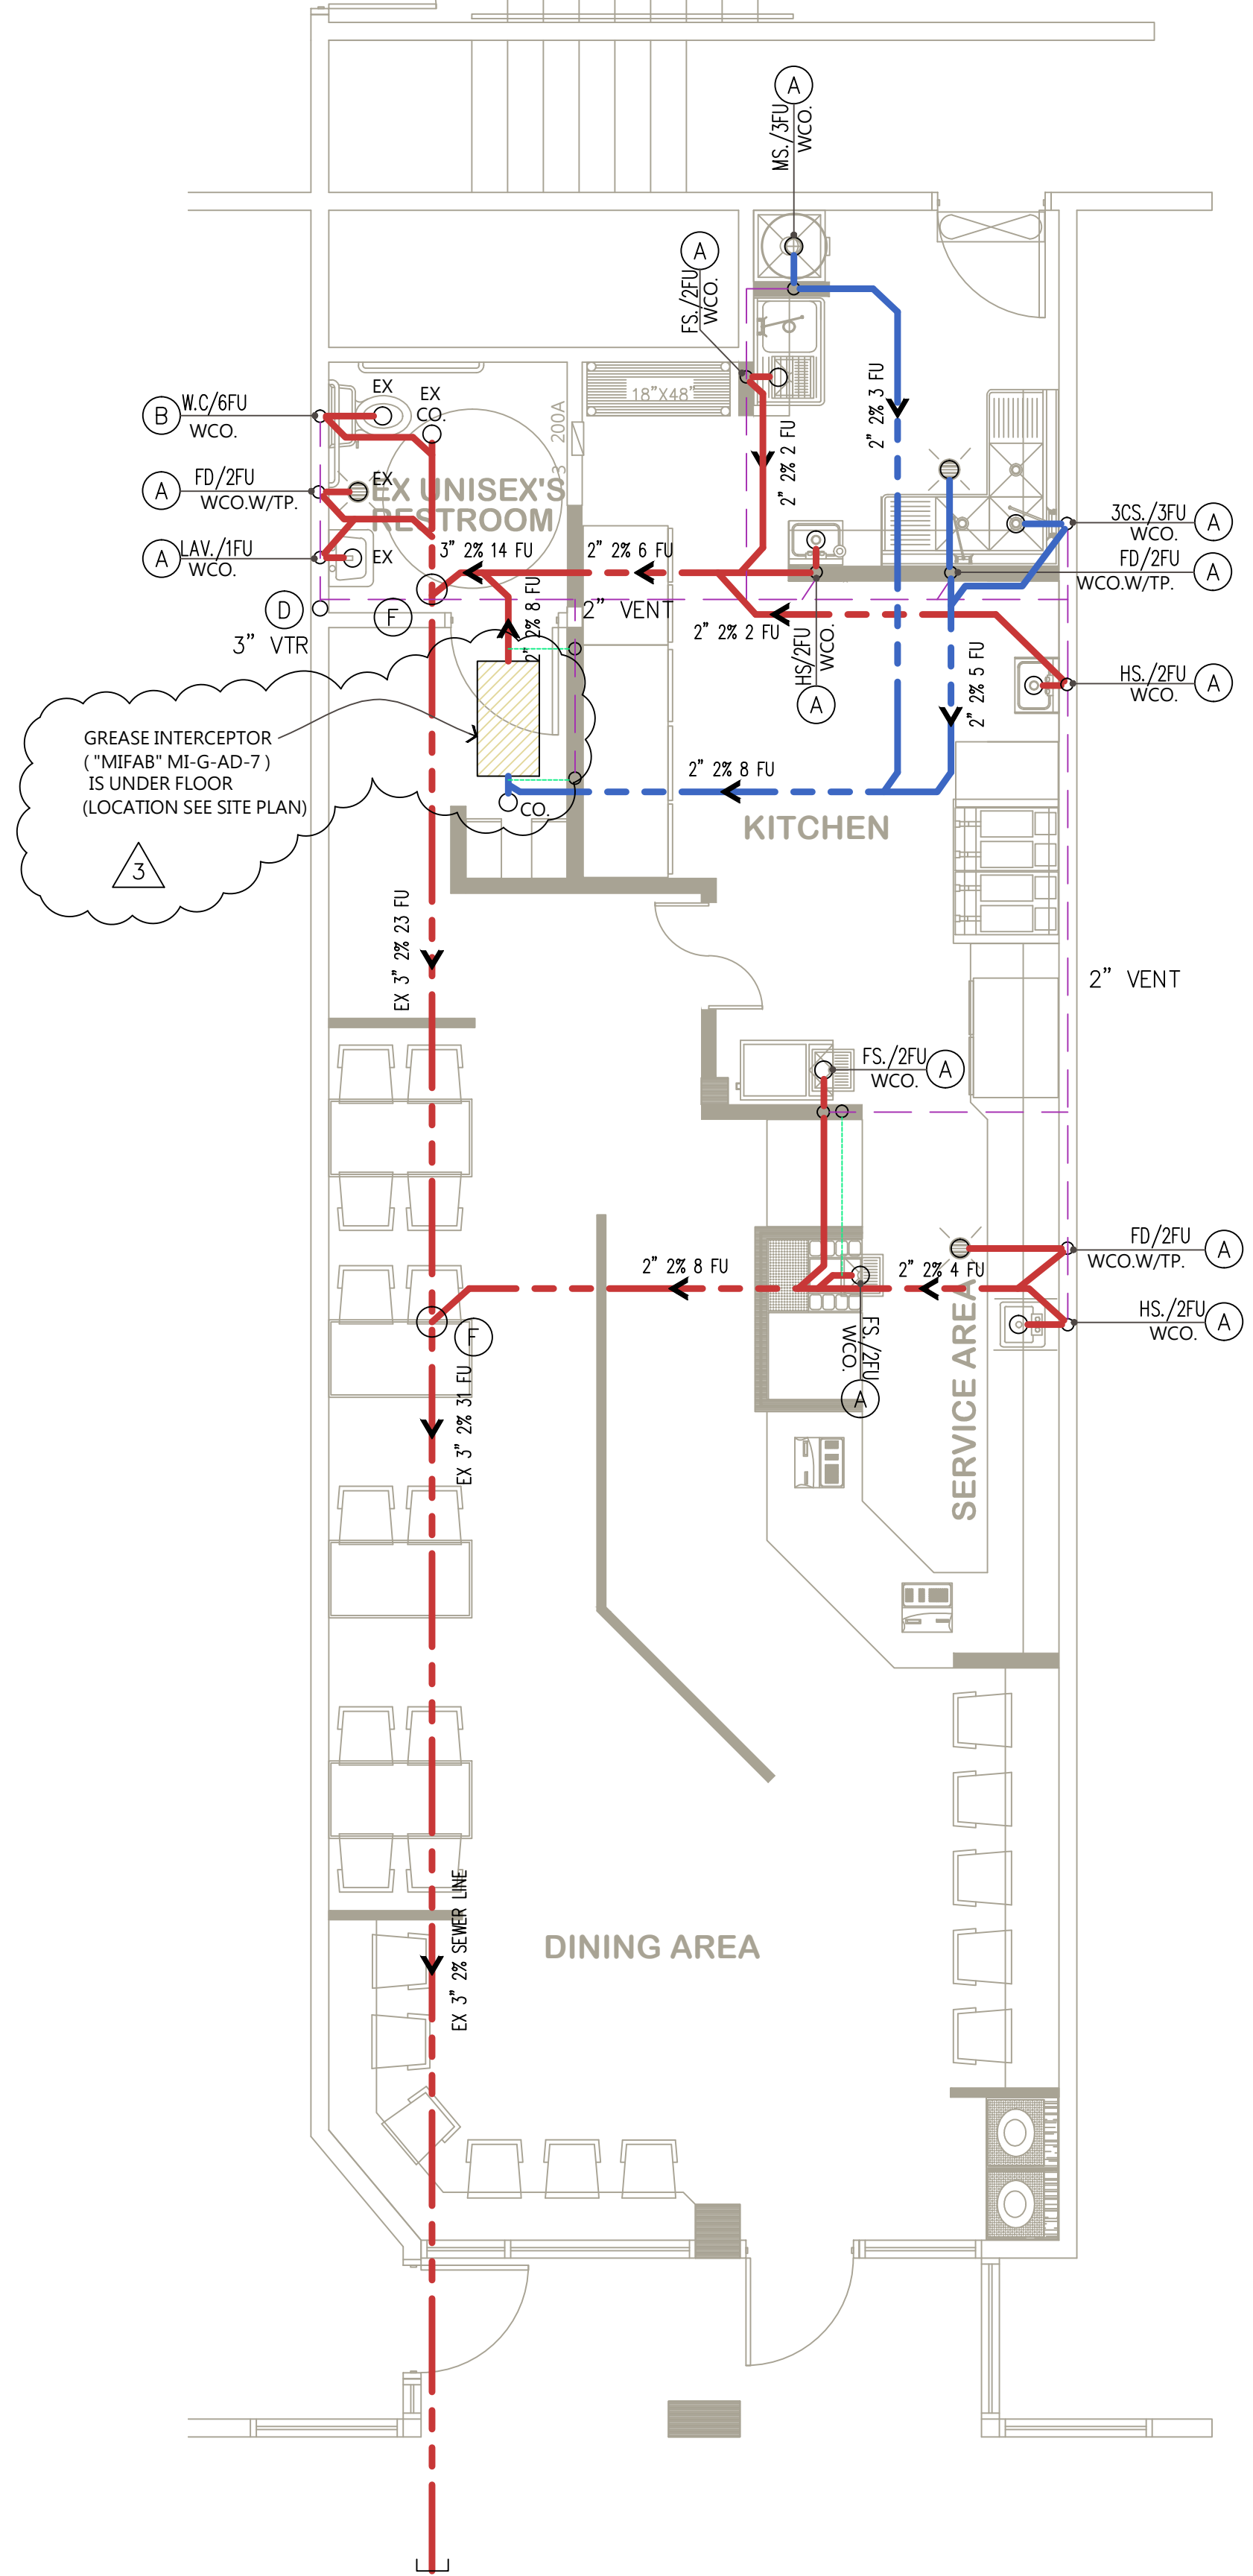 A
MS./3FU
WCO.
A
FS./2FU
WCO.
18"X48"
2" 2% 3 FU
2" 2% 2 FU
200A
3
EX
EX
CO.
B
W.C/6FU
WCO.
A
FD/2FU
WCO.W/TP.
EX
EX UNISEX'S
RESTROOM
A
LAV./1FU
WCO.
EX
3CS./3FU
WCO.
A
FD/2FU
WCO.W/TP.
A
3" 2% 14 FU
2" 2% 6 FU
2" 2% 8 FU
D
F
3" VTR
2" VENT
2" 2% 2 FU
HS/2FU
WCO.
A
2" 2% 5 FU
HS./2FU
WCO.
A
GREASE INTERCEPTOR
( "MIFAB" MI-G-AD-7 )
IS UNDER FLOOR
(LOCATION SEE SITE PLAN)
3
CO.
2" 2% 8 FU
KITCHEN
EX 3" 2% 23 FU
2" VENT
FS./2FU
WCO.
A
2" 2% 8 FU
2" 2% 4 FU
FD/2FU
WCO.W/TP.
A
HS./2FU
WCO.
A
F
FS./2FU
WCO.
A
EX 3" 2% 31 FU
SERVICE AREA
EX 3" 2% SEWER LINE
DINING AREA